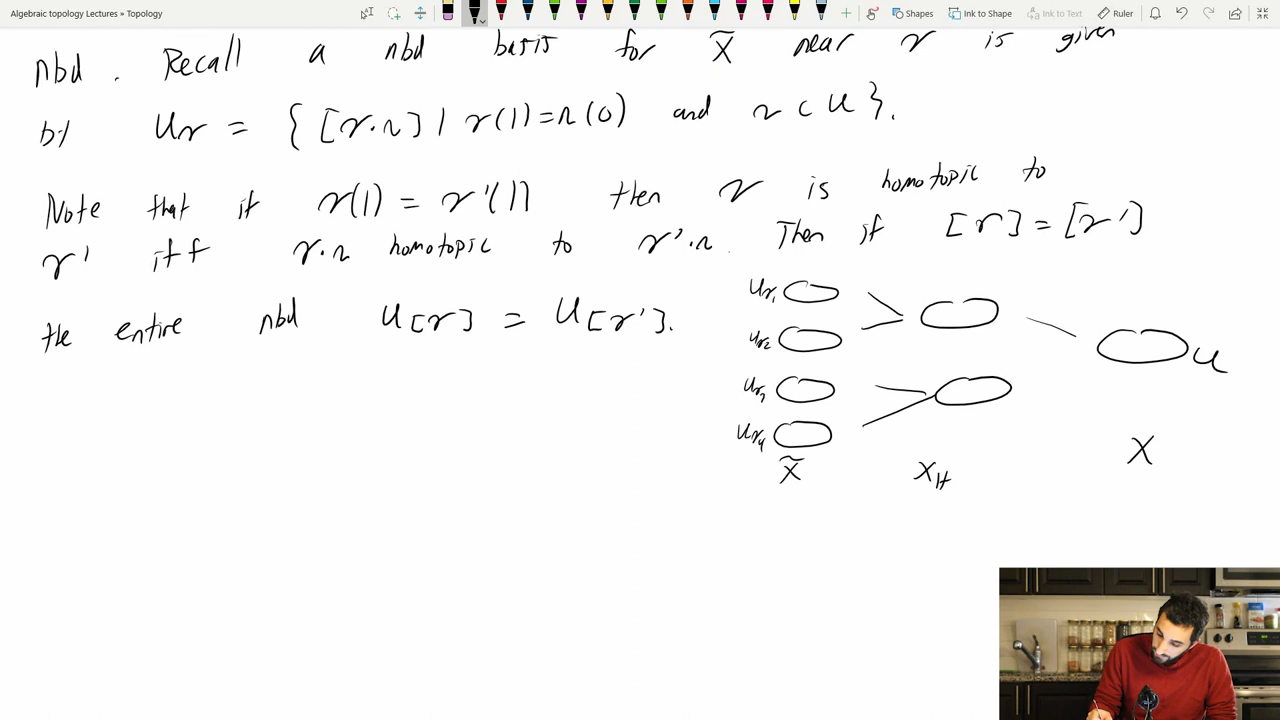 Algebraic topology Lectures » Topology
Shapes
Ink to Shape
Ink to Text
Ruler
nbd. Recall a nbd basis for X̃ near γ is given
by Uγ = { [γ·η] | γ(1)=η(0) and η ⊂ U }.
Note that if γ(1) = γ'(1) then γ is homotopic to
γ' iff γ·η homotopic to γ'·η. Then if [γ] = [γ']
the entire nbd U[γ] = U[γ'].
Uγ₁
Uγ₂
Uγ₃
Uγ₄
U
X̃
X_H
X